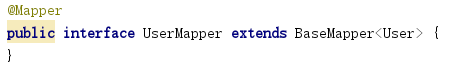 @Mapper
public interface UserMapper extends BaseMapper<User> {
}